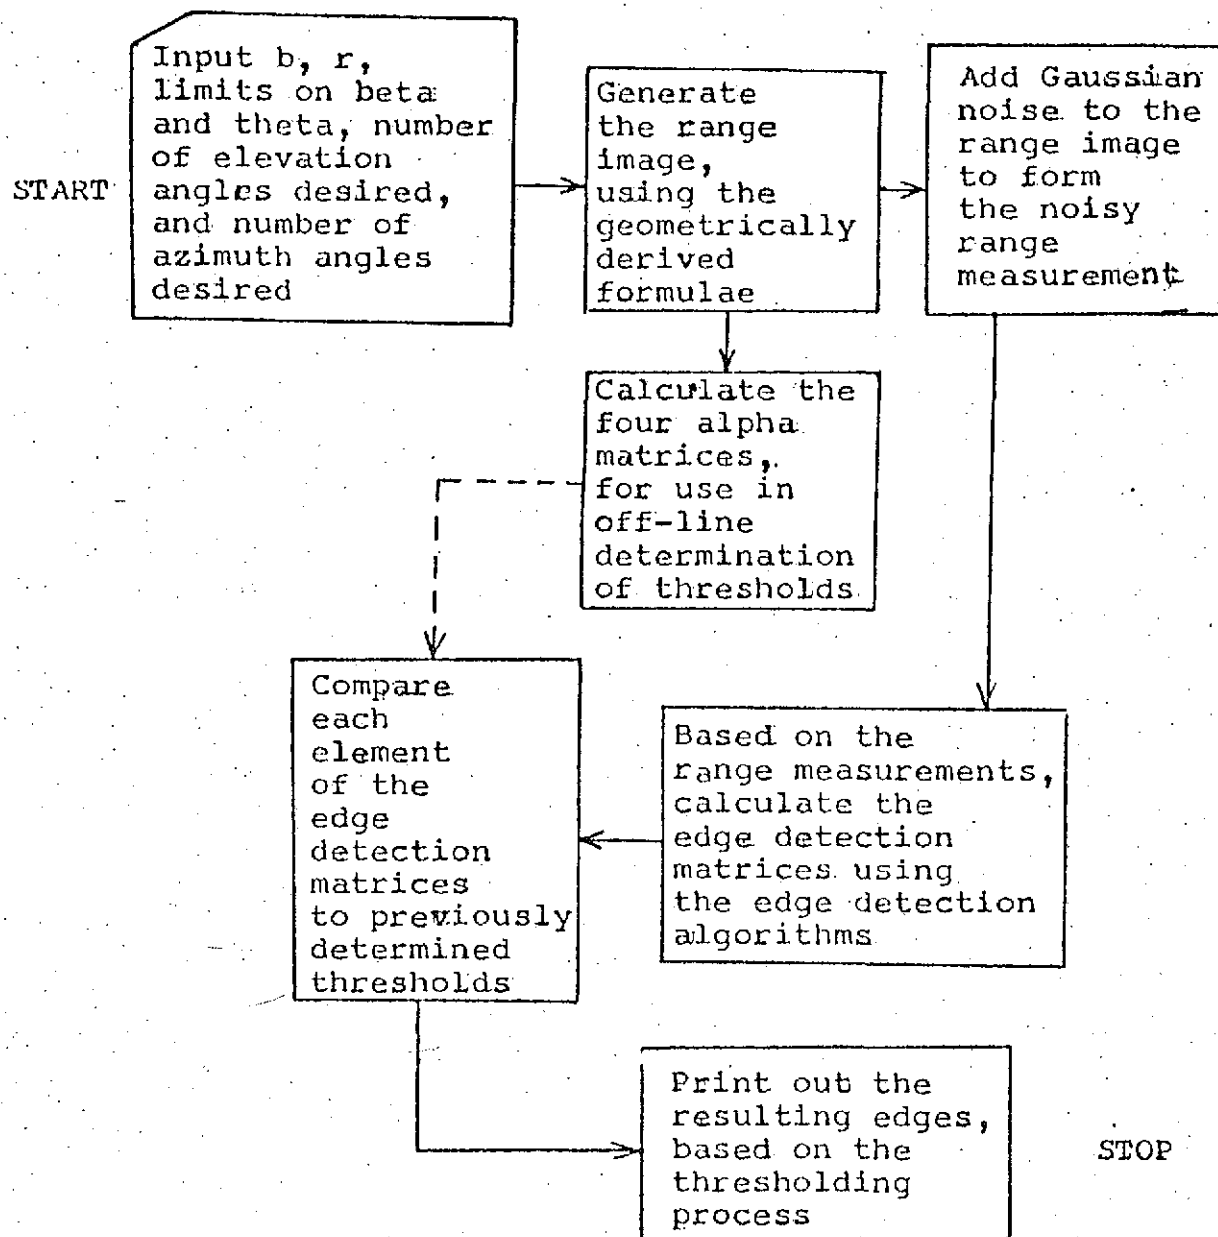 START
Input b, r,
limits on beta
and theta, number
of elevation
angles desired,
and number of
azimuth angles
desired
Generate
the range
image,
using the
geometrically
derived
formulae
Add Gaussian
noise to the
range image
to form
the noisy
range
measurement
Calculate the
four alpha
matrices,
for use in
off-line
determination
of thresholds
Compare
each
element
of the
edge
detection
matrices
to previously
determined
thresholds
Based on the
range measurements,
calculate the
edge detection
matrices using
the edge detection
algorithms
Print out the
resulting edges,
based on the
thresholding
process
STOP